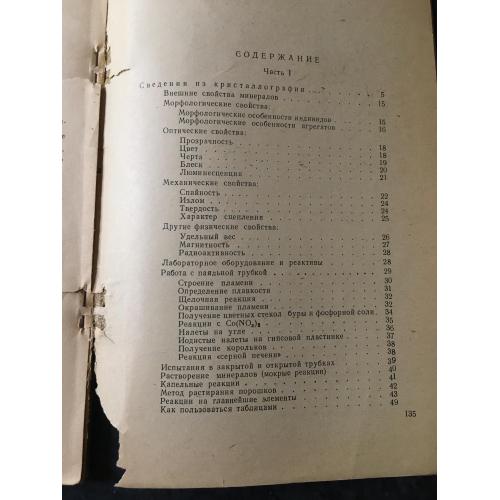 СОДЕРЖАНИЕ
Часть I
Сведения из кристаллографии . . . 5
Внешние свойства минералов . . . 15
Морфологические свойства:
Морфологические особенности индивидов . . . 15
Морфологические особенности агрегатов . . . 16
Оптические свойства:
Прозрачность . . . 18
Цвет . . . 18
Черта . . . 19
Блеск . . . 20
Люминесценция . . . 21
Механические свойства:
Спайность . . . 22
Излом . . . 24
Твердость . . . 24
Характер сцепления . . . 25
Другие физические свойства:
Удельный вес . . . 26
Магнитность . . . 27
Радиоактивность . . . 28
Лабораторное оборудование и реактивы . . . 28
Работа с паяльной трубкой . . . 29
Строение пламени . . . 30
Определение плавкости . . . 31
Щелочная реакция . . . 32
Окрашивание пламени . . . 32
Получение цветных стекол буры и фосфорной соли . 34
Реакции с Co(NO₃)₂ . . . 35
Налеты на угле . . . 36
Иодистые налеты на гипсовой пластинке . . . 37
Получение корольков . . . 38
Реакция «серной печени» . . . 38
Испытания в закрытой и открытой трубках . . . 39
Растворение минералов (мокрые реакции) . . . 40
Капельные реакции . . . 41
Метод растирания порошков . . . 42
Реакции на главнейшие элементы . . . 43
Как пользоваться таблицами . . . 49
135